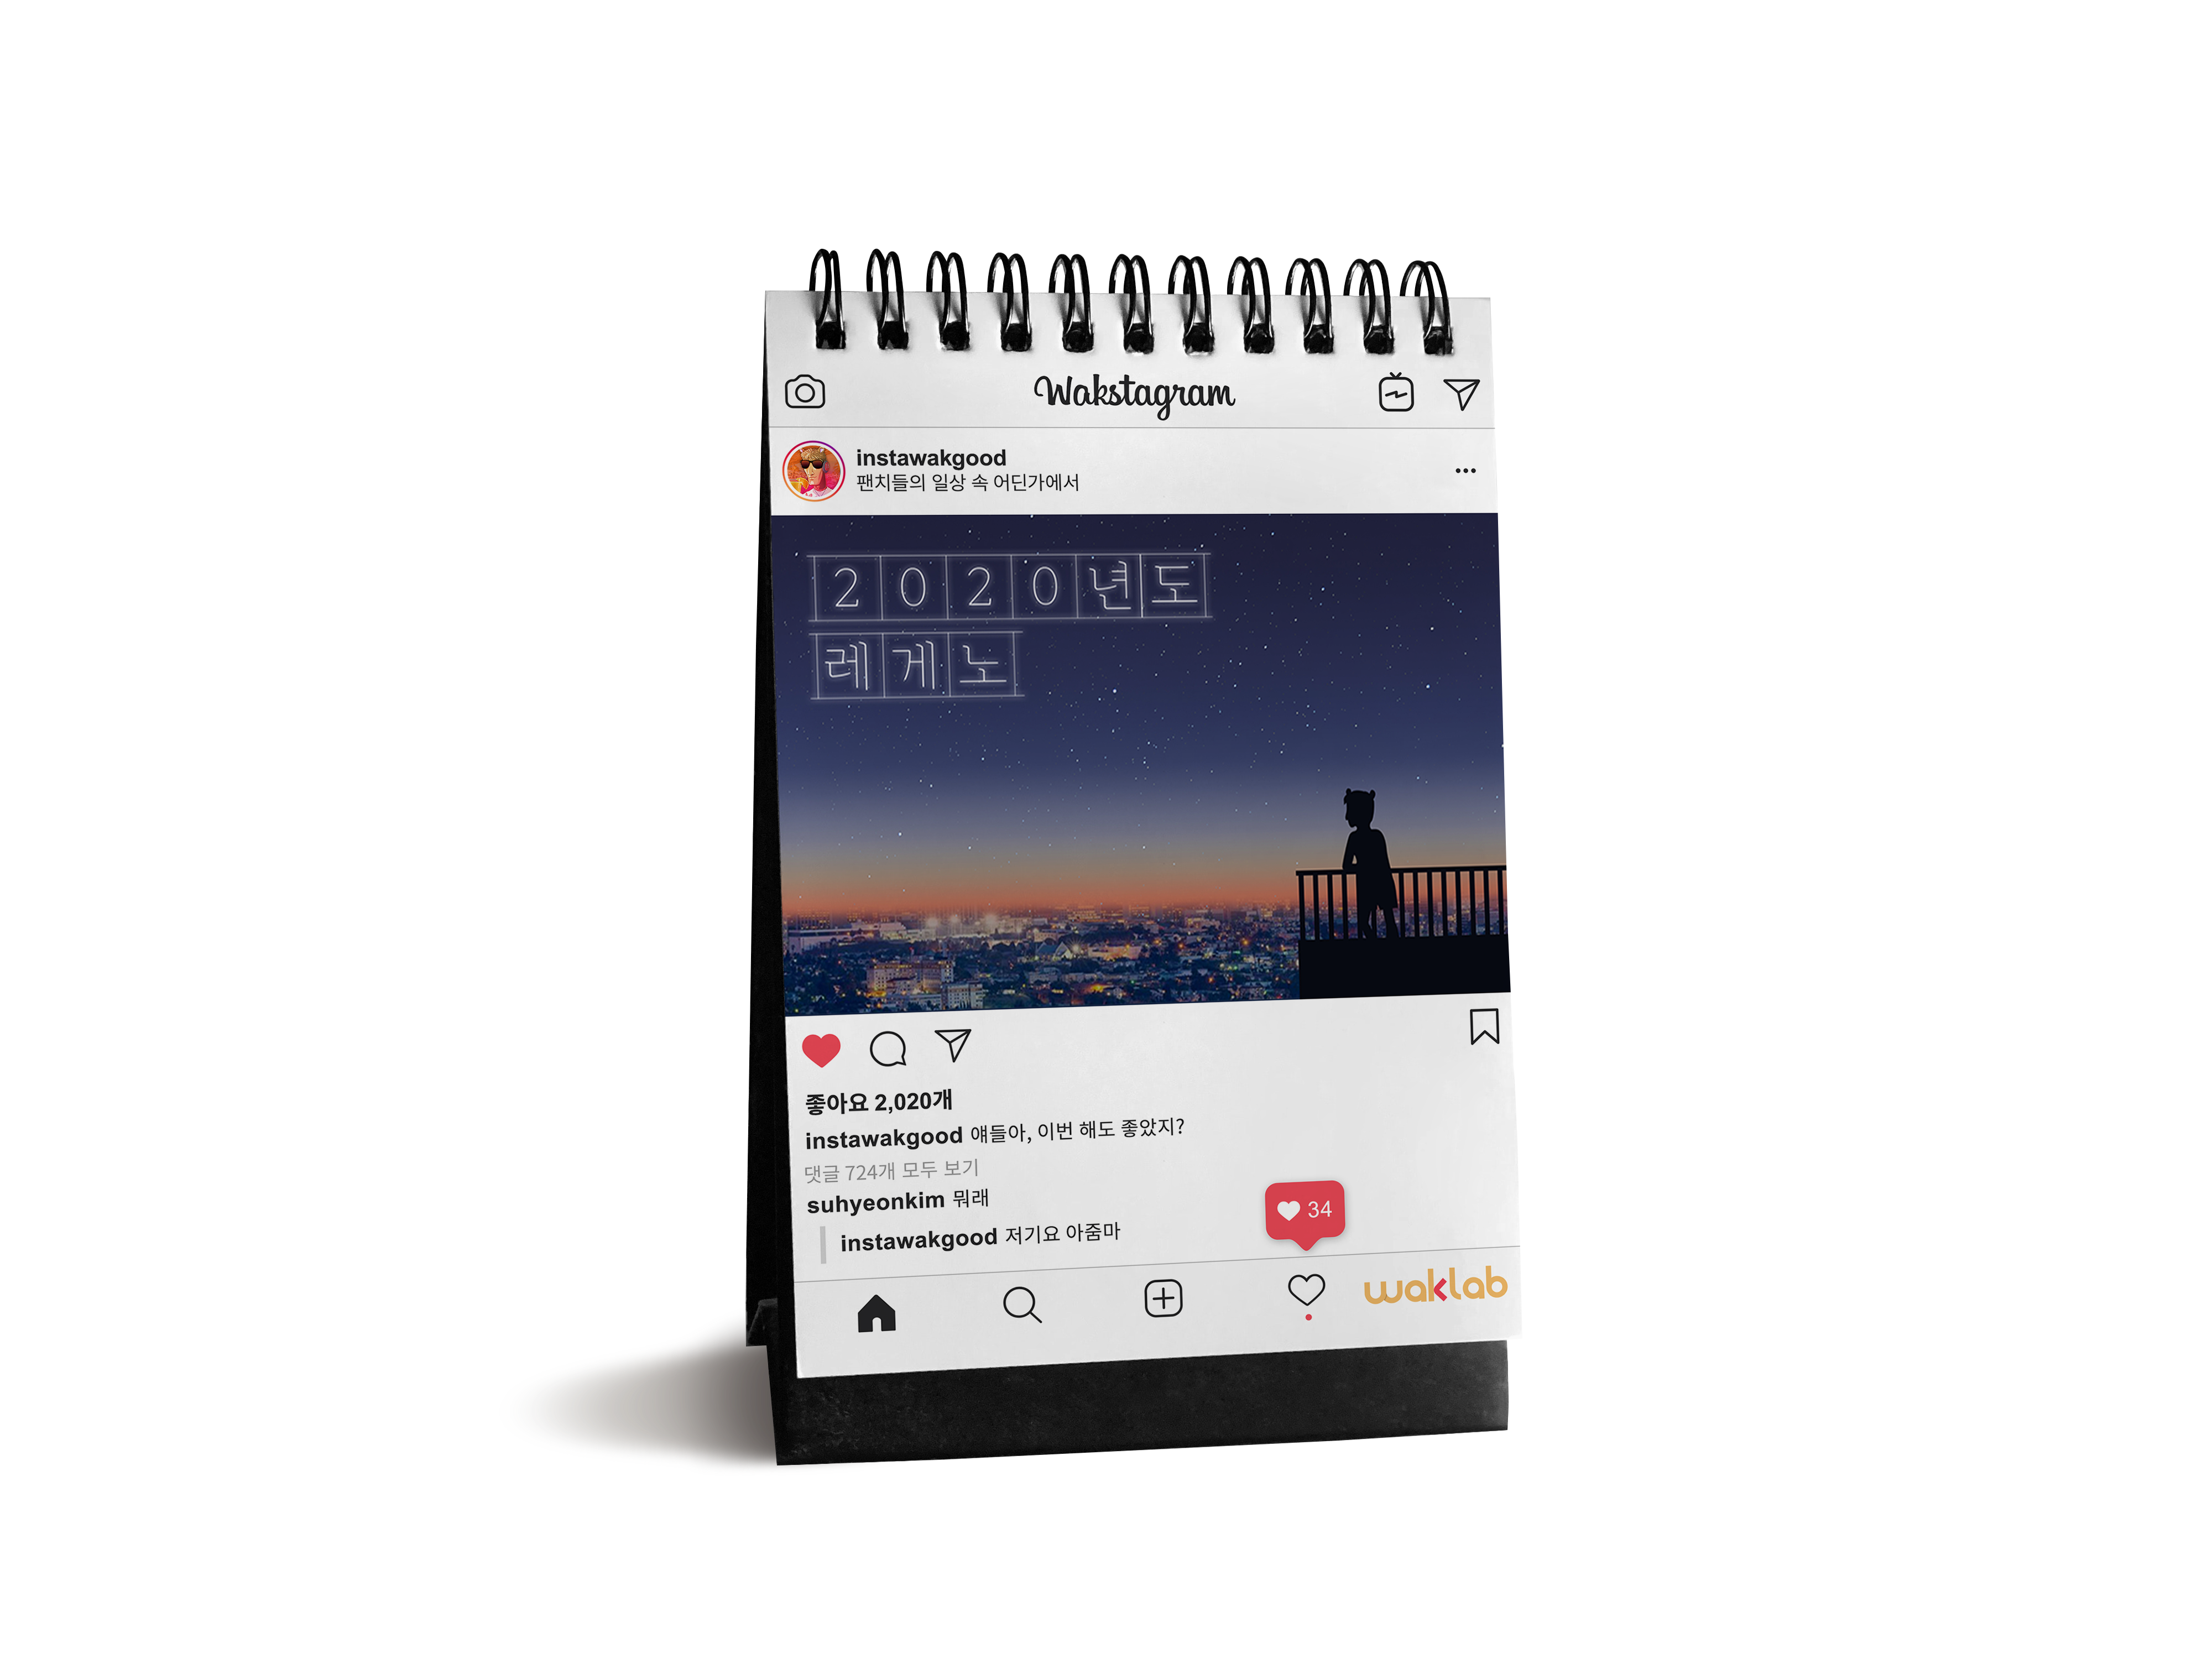 Wakstagram
instawakgood
팬치들의 일상 속 어딘가에서
2020년도
레게노
좋아요 2,020개
instawakgood 얘들아, 이번 해도 좋았지?
댓글 724개 모두 보기
suhyeonkim 뭐래
34
instawakgood 저기요 아줌마
waklab